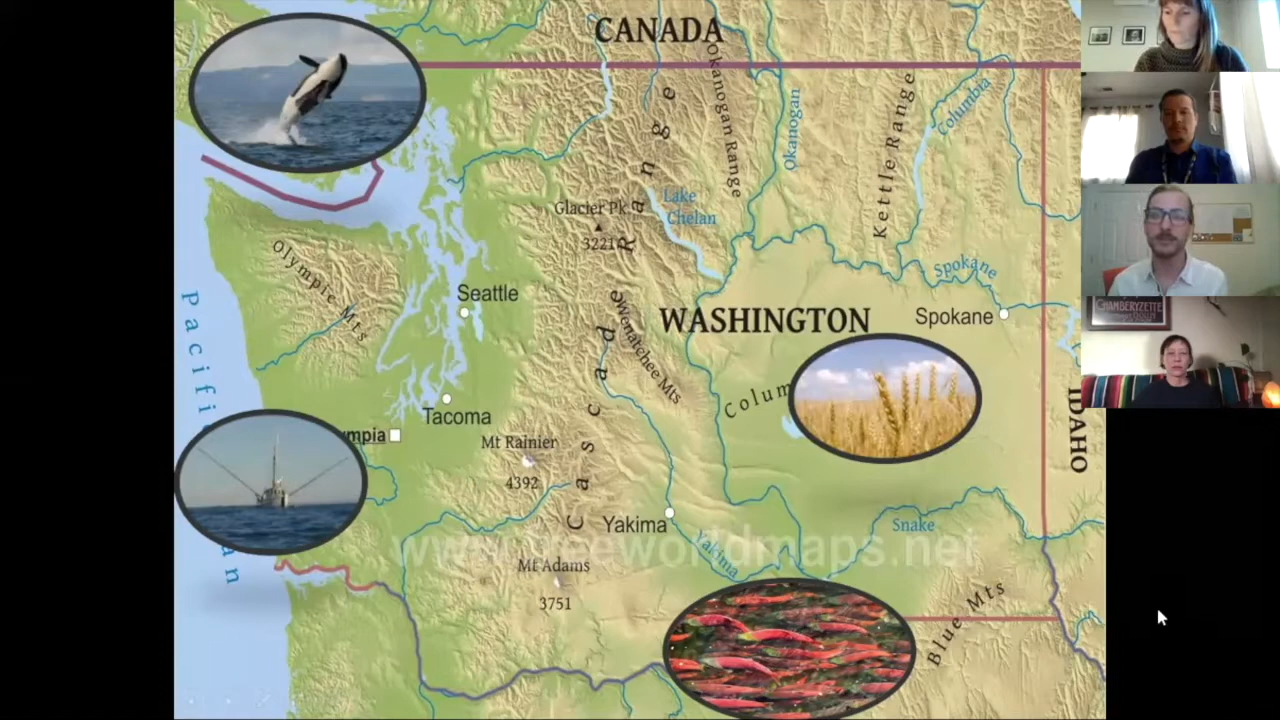 CANADA
Okanogan Range
Okanogan
Kettle Range
Columbia
CHAMBERYZETTE
Glacier Pk.
3221
Lake
Chelan
Cascade Range
Olympic Mts
Spokane
Seattle
Pacific
WASHINGTON
Spokane
Wenatchee Mts
Colum
IDAHO
Tacoma
mpia
Mt Rainier
4392
Yakima
Snake
www.freeworldmaps.net
Yakima
Mt Adams
3751
an
Blue Mts